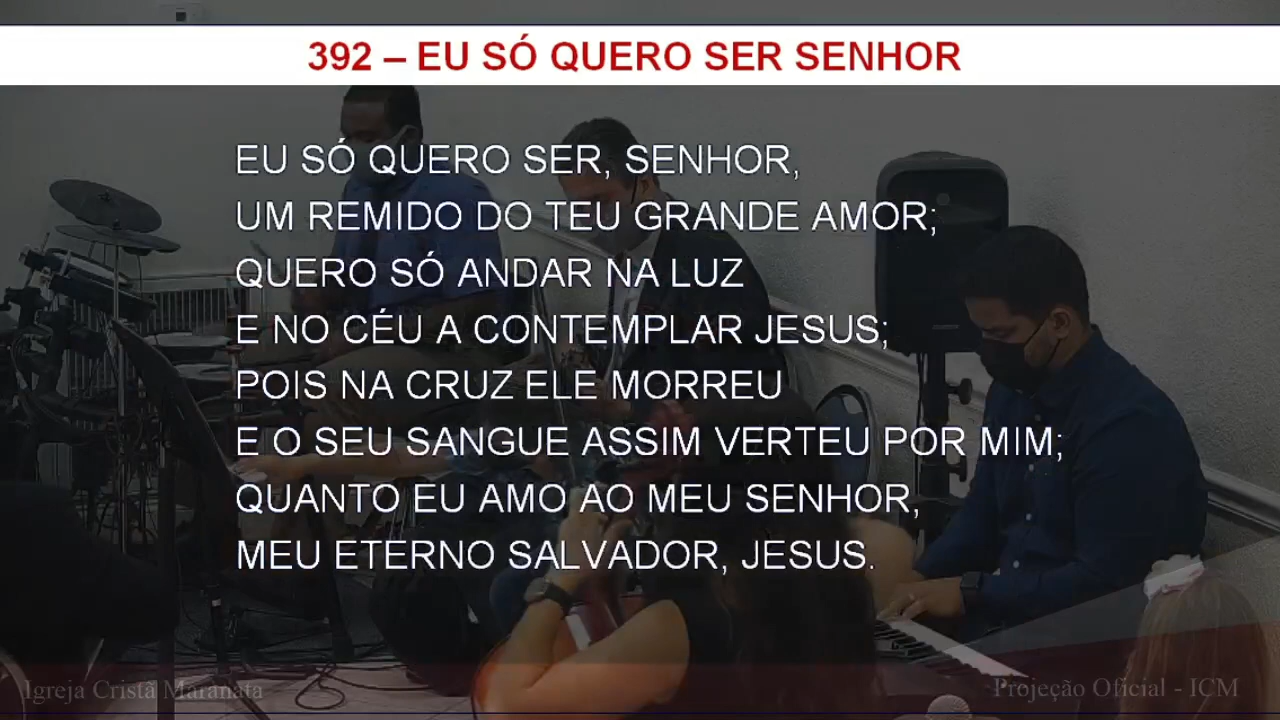 392 – EU SÓ QUERO SER SENHOR
EU SÓ QUERO SER, SENHOR,
UM REMIDO DO TEU GRANDE AMOR;
QUERO SÓ ANDAR NA LUZ
E NO CÉU A CONTEMPLAR JESUS;
POIS NA CRUZ ELE MORREU
E O SEU SANGUE ASSIM VERTEU POR MIM;
QUANTO EU AMO AO MEU SENHOR,
MEU ETERNO SALVADOR, JESUS.
Igreja Cristã Maranata
Projeção Oficial - ICM